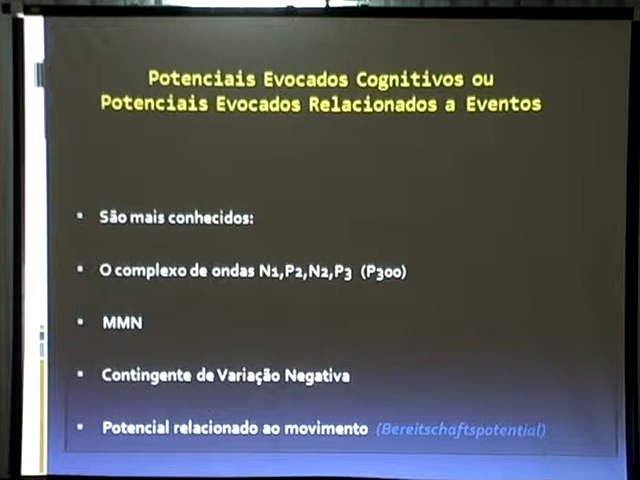 Potenciais Evocados Cognitivos ou
Potenciais Evocados Relacionados a Eventos
▪ São mais conhecidos:
▪ O complexo de ondas N1,P2,N2,P3 (P300)
▪ MMN
▪ Contingente de Variação Negativa
▪ Potencial relacionado ao movimento (Bereitschaftspotential)